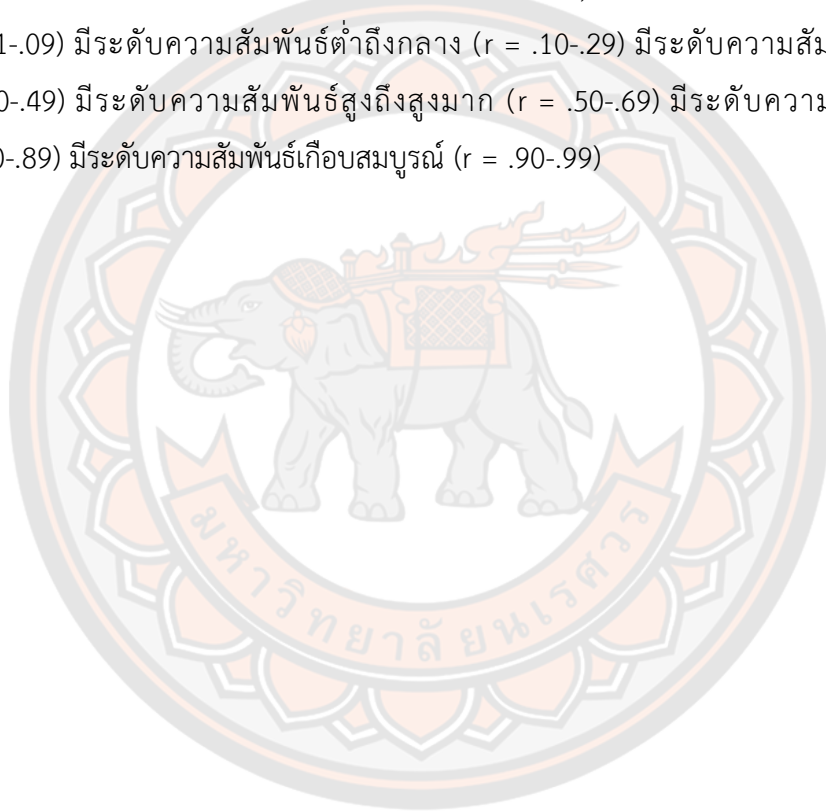 1-.09) มีระดับความสัมพันธ์ต่ำถึงกลาง (r = .10-.29) มีระดับความสัม
0-.49) มีระดับความสัมพันธ์สูงถึงสูงมาก (r = .50-.69) มีระดับความ
0-.89) มีระดับความสัมพันธ์เกือบสมบูรณ์ (r = .90-.99)
มหาวิทยาลัยนเรศวร